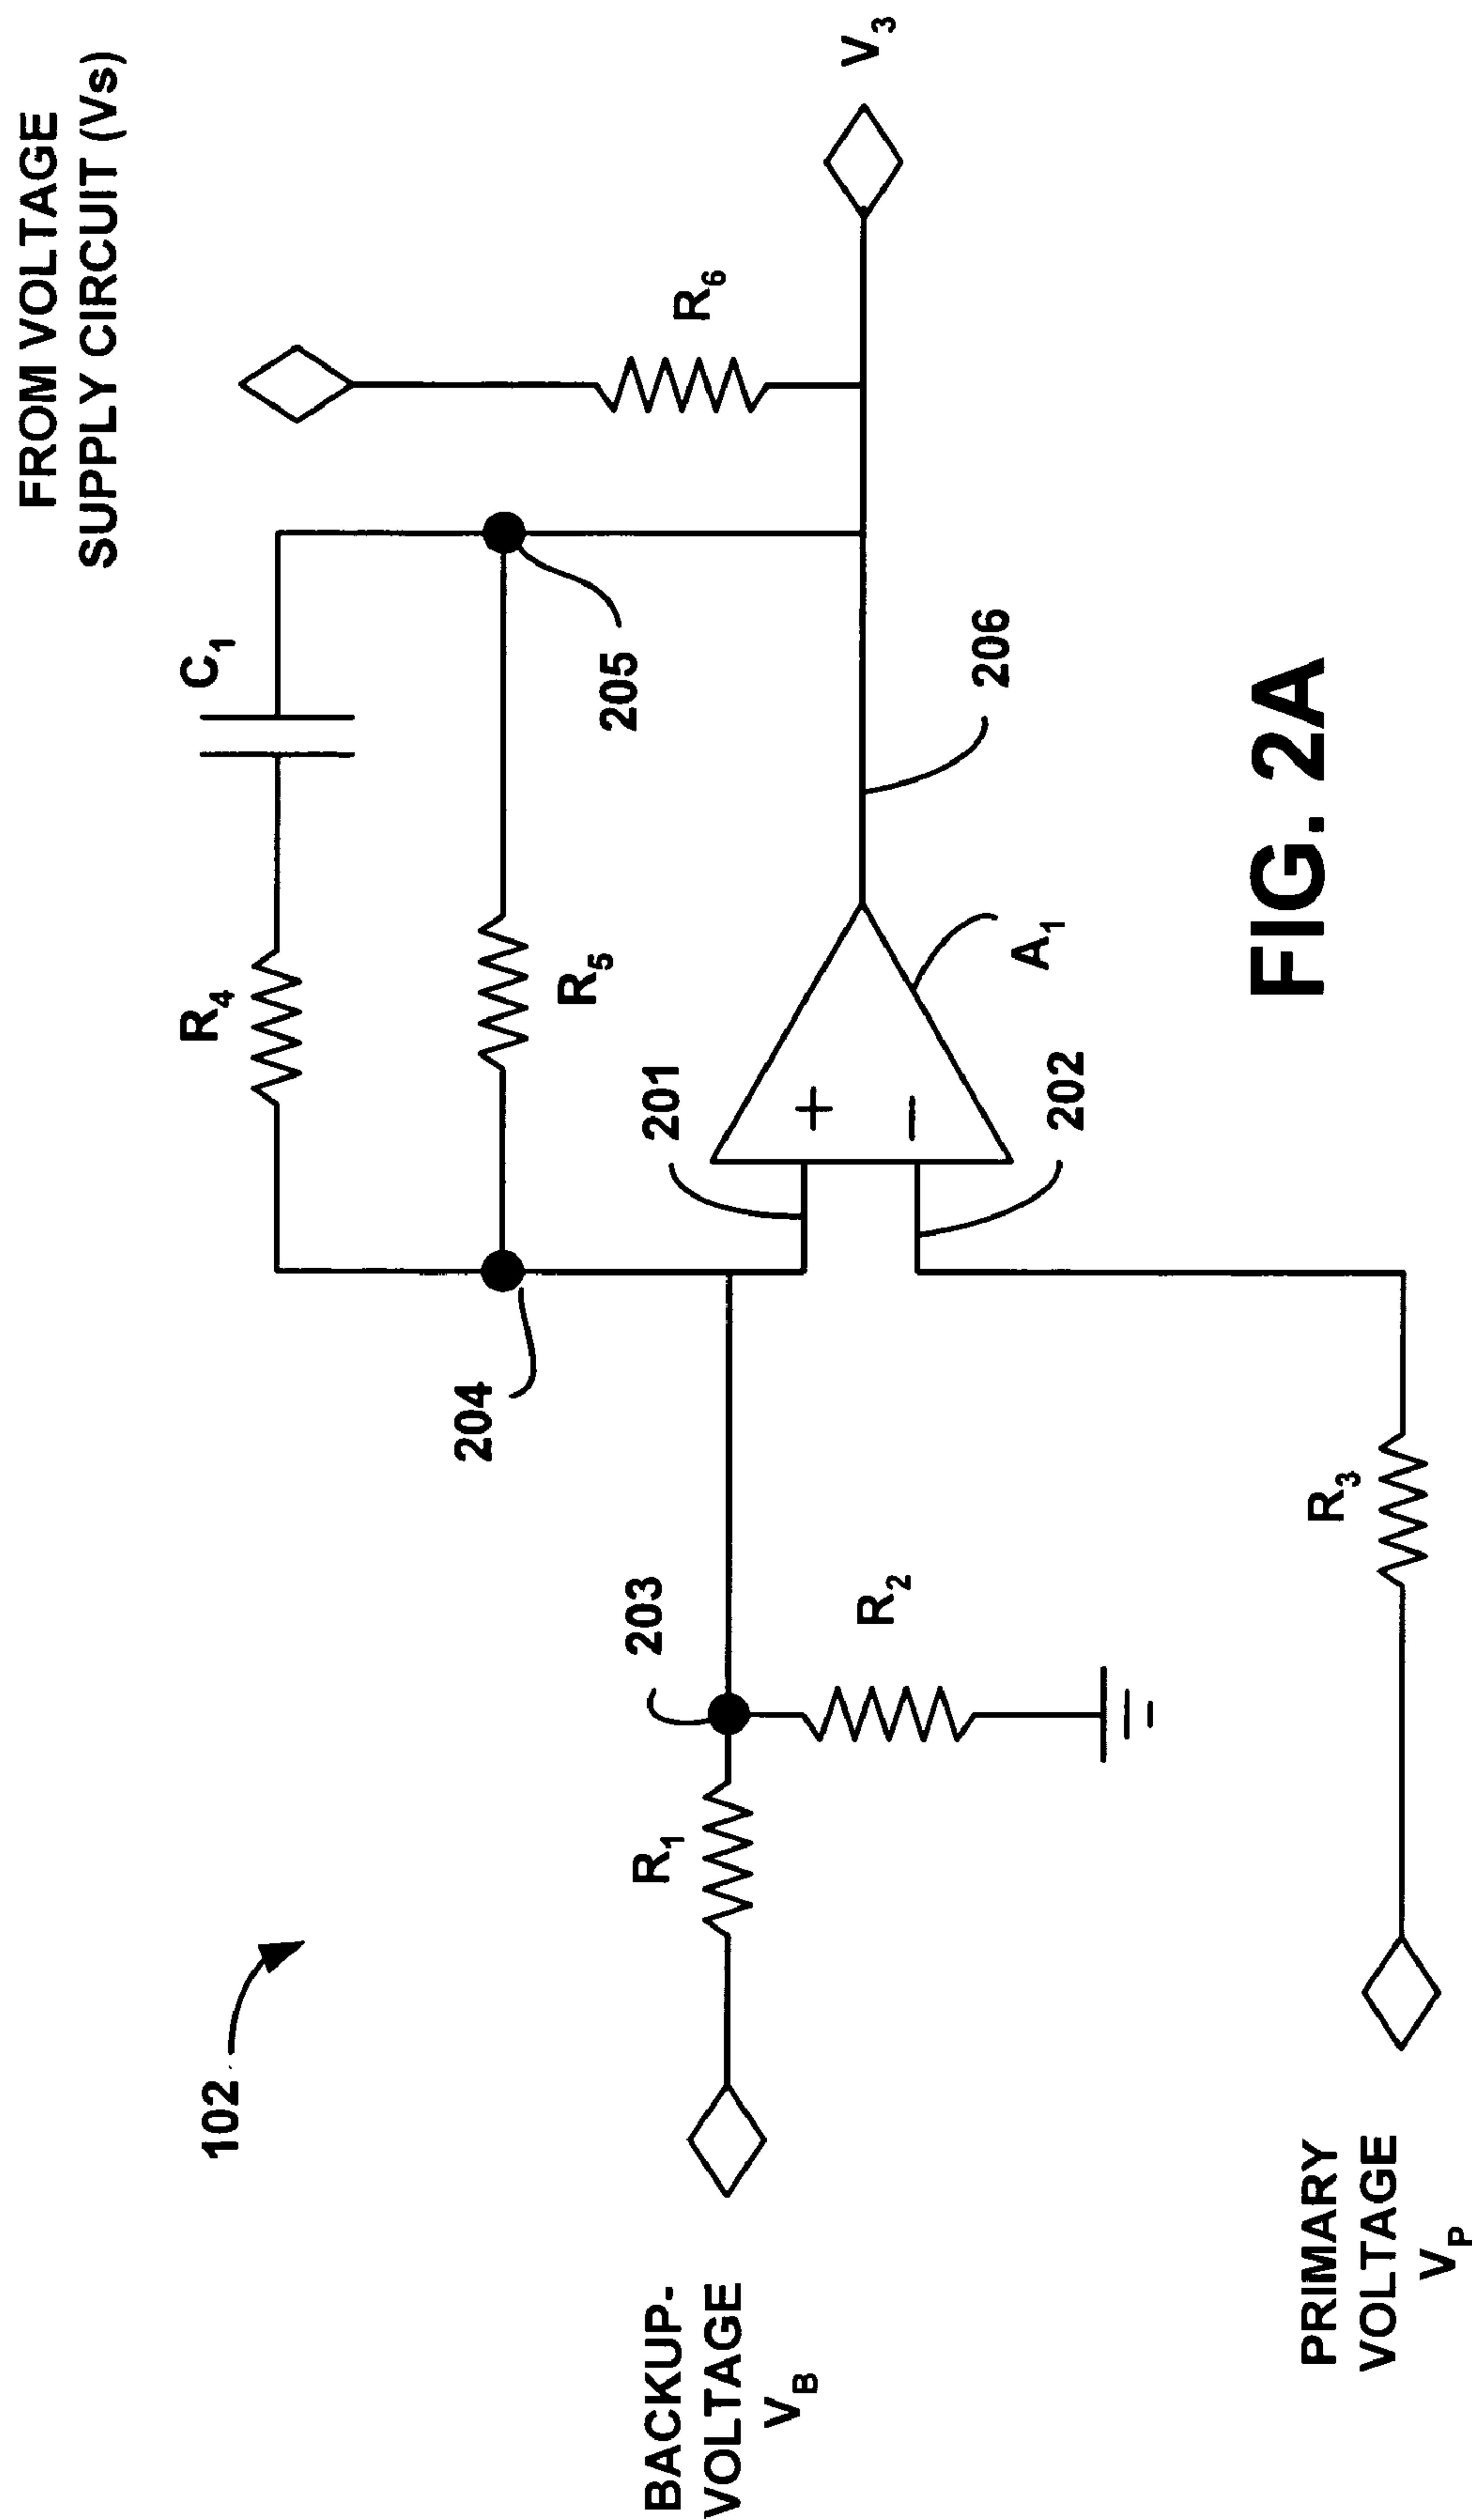 FROM VOLTAGE
SUPPLY CIRCUIT (Vs)
102
R4
C1
R5
205
R6
204
201
BACKUP-
VOLTAGE
VB
R1
203
R2
+
−
A1
206
V3
202
PRIMARY
VOLTAGE
VP
R3
FIG. 2A